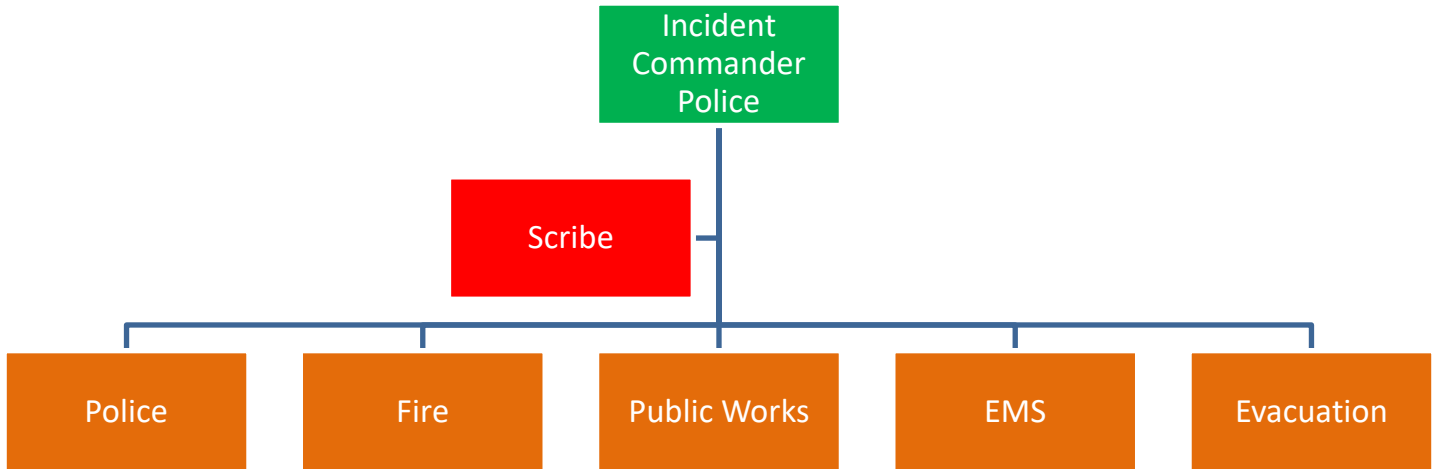 Incident
Commander
Police
Scribe
Police
Fire
Public Works
EMS
Evacuation